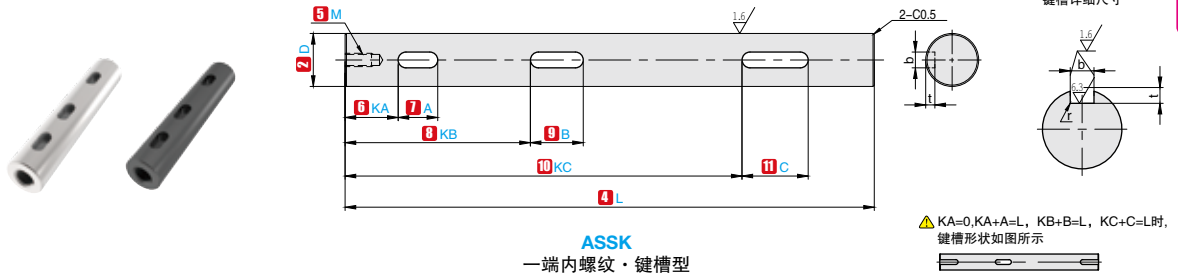 键槽详细尺寸
5 M
1.6
2-C0.5
2 D
b
t
6 KA
7 A
8 KB
9 B
10 KC
11 C
4 L
1.6
b
6.3
t
r
ASSK
一端内螺纹·键槽型
KA=0,KA+A=L, KB+B=L, KC+C=L时,
键槽形状如图所示